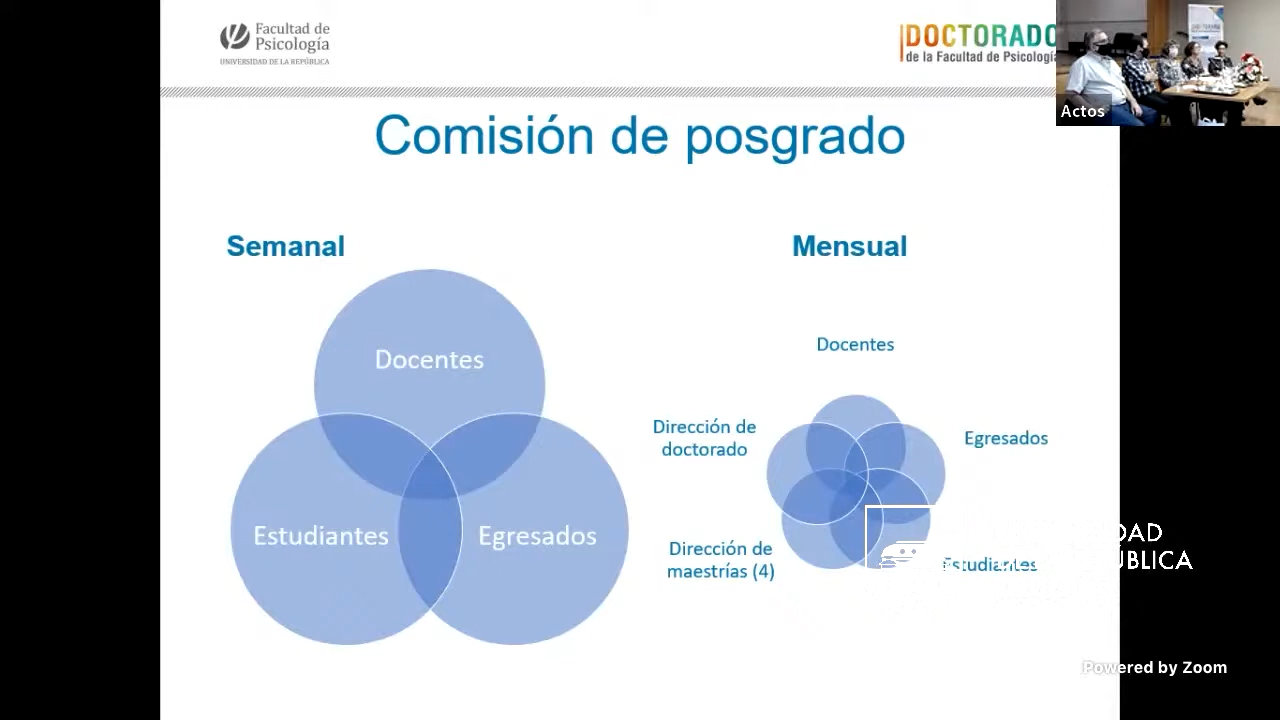 Facultad de
Psicología
UNIVERSIDAD DE LA REPÚBLICA
DOCTORADO
de la Facultad de Psicología
Actos
Comisión de posgrado
Semanal
Mensual
Docentes
Estudiantes
Egresados
Docentes
Dirección de
doctorado
Egresados
Dirección de
maestrías (4)
Estudiantes
Powered by Zoom